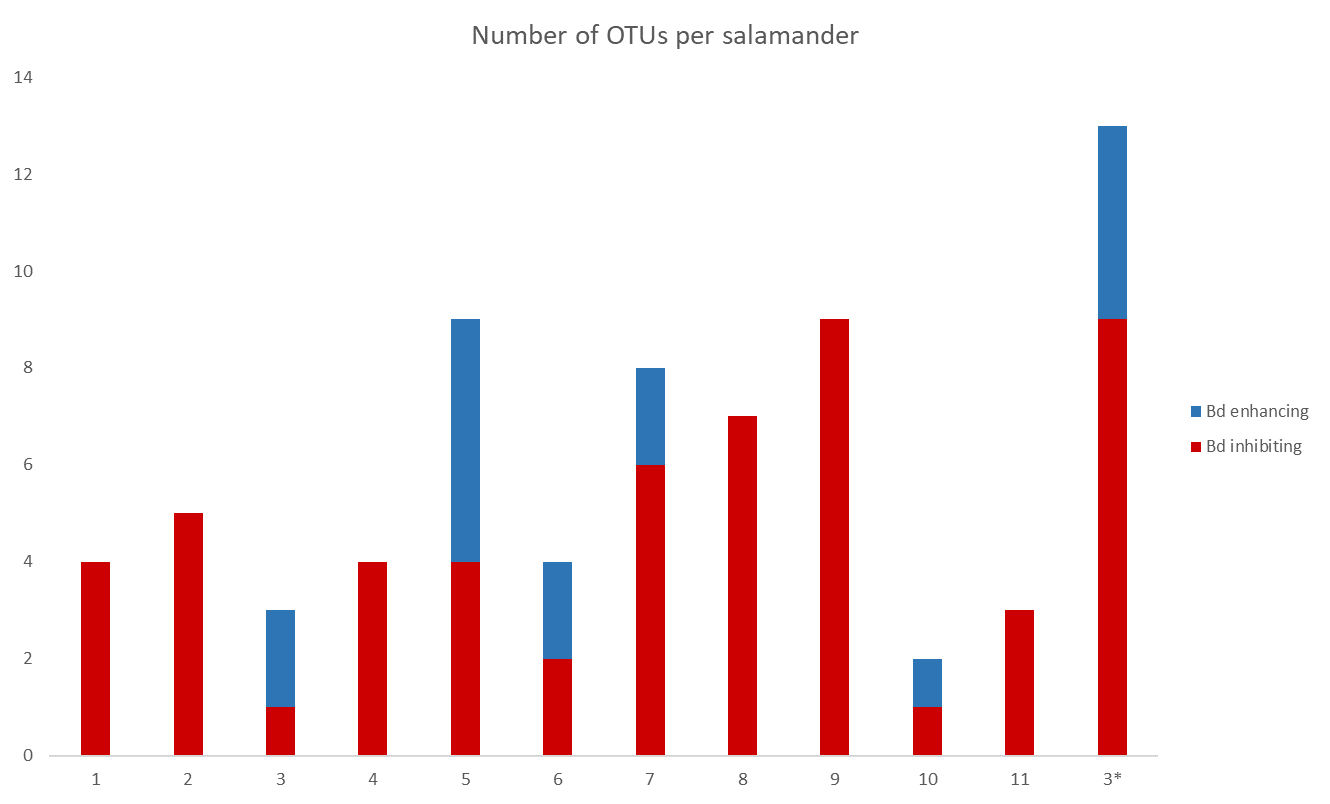 Number of OTUs per salamander
14
12
10
8
6
4
2
0
1 2 3 4 5 6 7 8 9 10 11 3*
Bd enhancing
Bd inhibiting